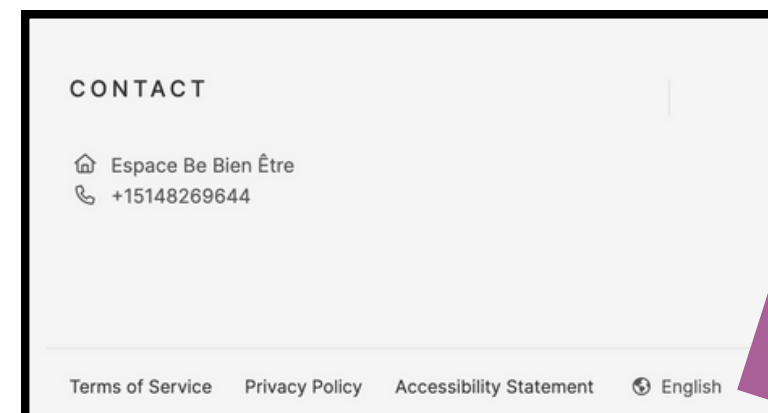 CONTACT
Espace Be Bien Être
+15148269644
Terms of Service Privacy Policy Accessibility Statement English